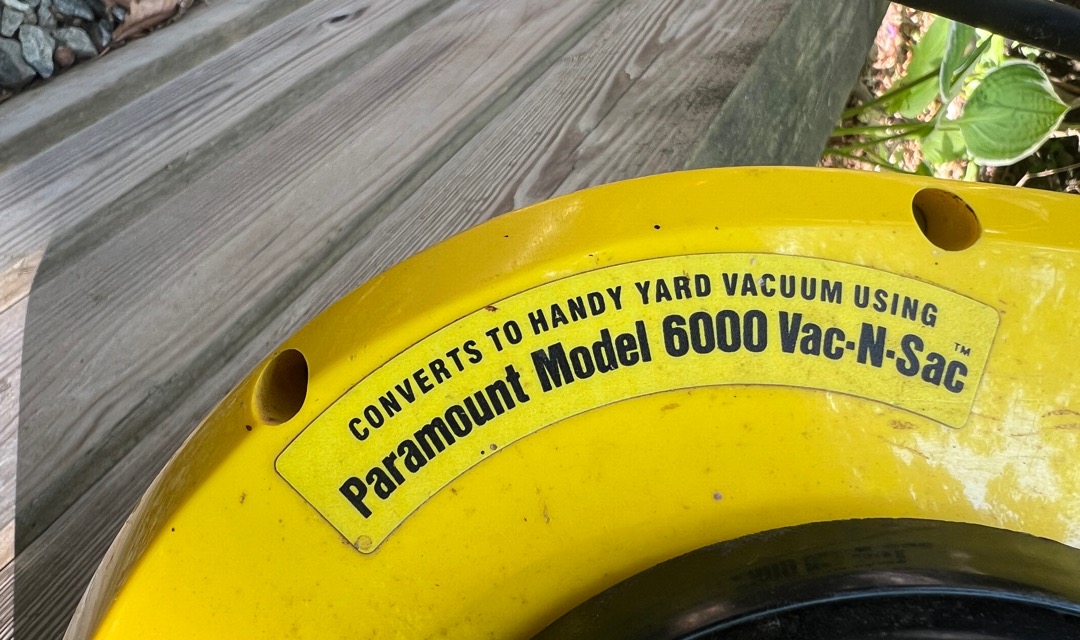 CONVERTS TO HANDY YARD VACUUM USING
Paramount Model 6000 Vac-N-Sac™